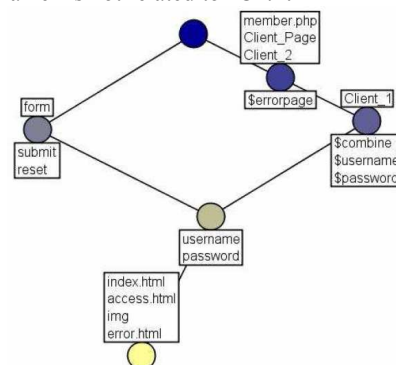 member.php
Client_Page
Client_2
$errorpage
form
Client_1
submit
reset
$combine
$username
$password
username
password
index.html
access.html
img
error.html